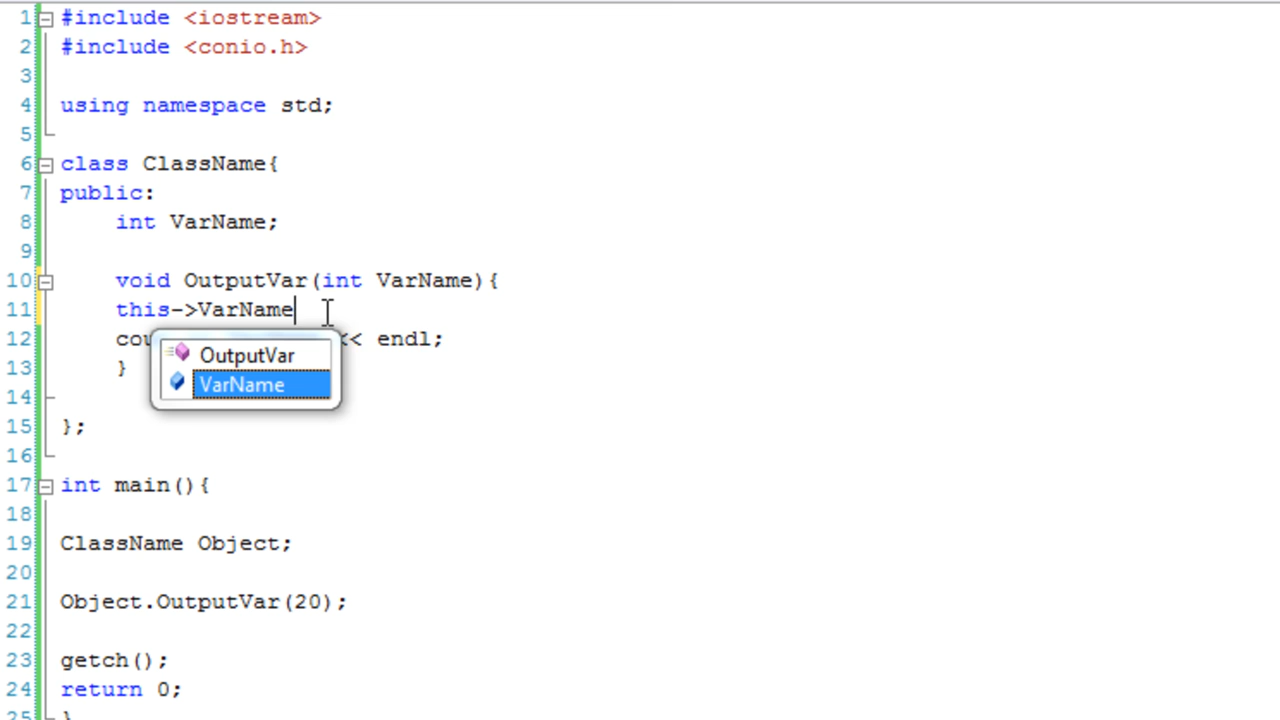 1 #include <iostream>
2 #include <conio.h>
3
4 using namespace std;
5
6 class ClassName{
7 public:
8 int VarName;
9
10 void OutputVar(int VarName){
11 this->VarName
12 cou << endl;
OutputVar
13 }
VarName
14
15 };
16
17 int main(){
18
19 ClassName Object;
20
21 Object.OutputVar(20);
22
23 getch();
24 return 0;
25 }